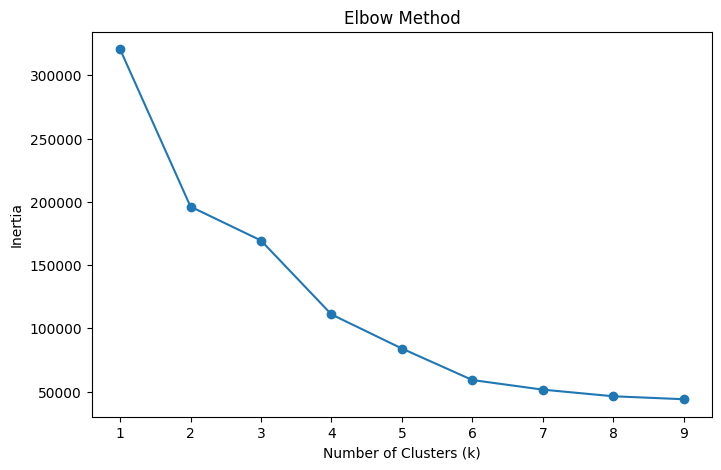 Elbow Method
300000
250000
200000
150000
100000
50000
Inertia
1 2 3 4 5 6 7 8 9
Number of Clusters (k)